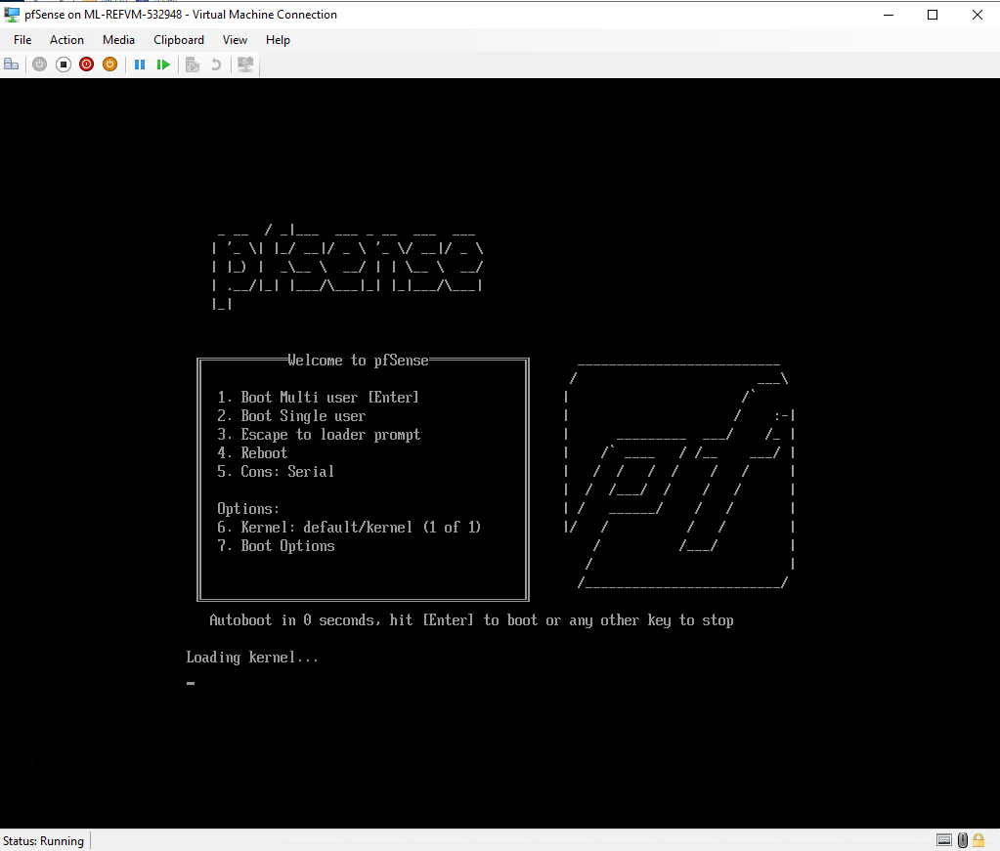 pfSense on ML-REFVM-532948 - Virtual Machine Connection
File Action Media Clipboard View Help
pfSense
Welcome to pfSense
1. Boot Multi user [Enter]
2. Boot Single user
3. Escape to loader prompt
4. Reboot
5. Cons: Serial
Options:
6. Kernel: default/kernel (1 of 1)
7. Boot Options
pf
Autoboot in 0 seconds, hit [Enter] to boot or any other key to stop
Loading kernel...
Status: Running